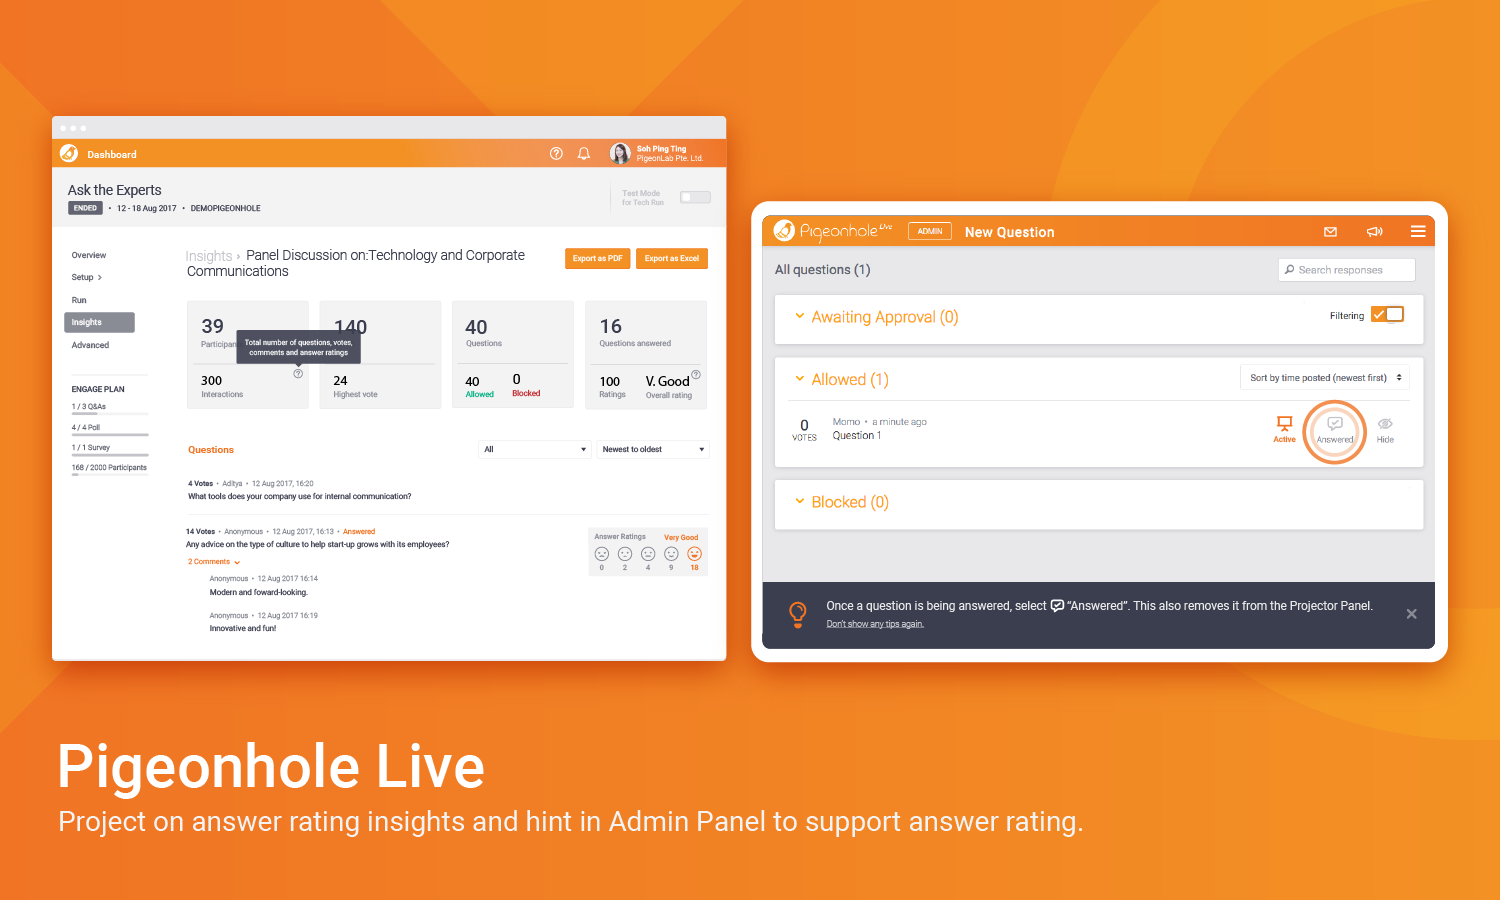 Dashboard
Soh Ping Ting
PigeonLab Pte. Ltd.
Ask the Experts
ENDED • 12 - 18 Aug 2017 • DEMOPIGEONHOLE
Test Mode
for Tech Run
Overview
Setup >
Run
Insights
Advanced
ENGAGE PLAN
1 / 3 Q&As
4 / 4 Poll
1 / 1 Survey
168 / 2000 Participants
Insights › Panel Discussion on:Technology and Corporate
Communications
Export as PDF
Export as Excel
39
Total number of questions, votes,
comments and answer ratings
300
Interactions
140
24
Highest vote
40
Questions
40
Allowed
0
Blocked
16
Questions answered
100
Ratings
V. Good
Overall rating
Questions
All
Newest to oldest
4 Votes • Aditya • 12 Aug 2017, 16:20
What tools does your company use for internal communication?
14 Votes • Anonymous • 12 Aug 2017, 16:13 • Answered
Any advice on the type of culture to help start-up grows with its employees?
2 Comments
Anonymous • 12 Aug 2017 16:14
Modern and foward-looking.
Anonymous • 12 Aug 2017 16:19
Innovative and fun!
Answer Ratings Very Good
0 2 4 9 18
Pigeonhole Live
ADMIN
New Question
All questions (1)
Search responses
Awaiting Approval (0)
Filtering
Allowed (1)
Sort by time posted (newest first)
0
VOTES
Momo • a minute ago
Question 1
Active
Answered
Hide
Blocked (0)
Once a question is being answered, select “Answered”. This also removes it from the Projector Panel.
Don't show any tips again.
Pigeonhole Live
Project on answer rating insights and hint in Admin Panel to support answer rating.